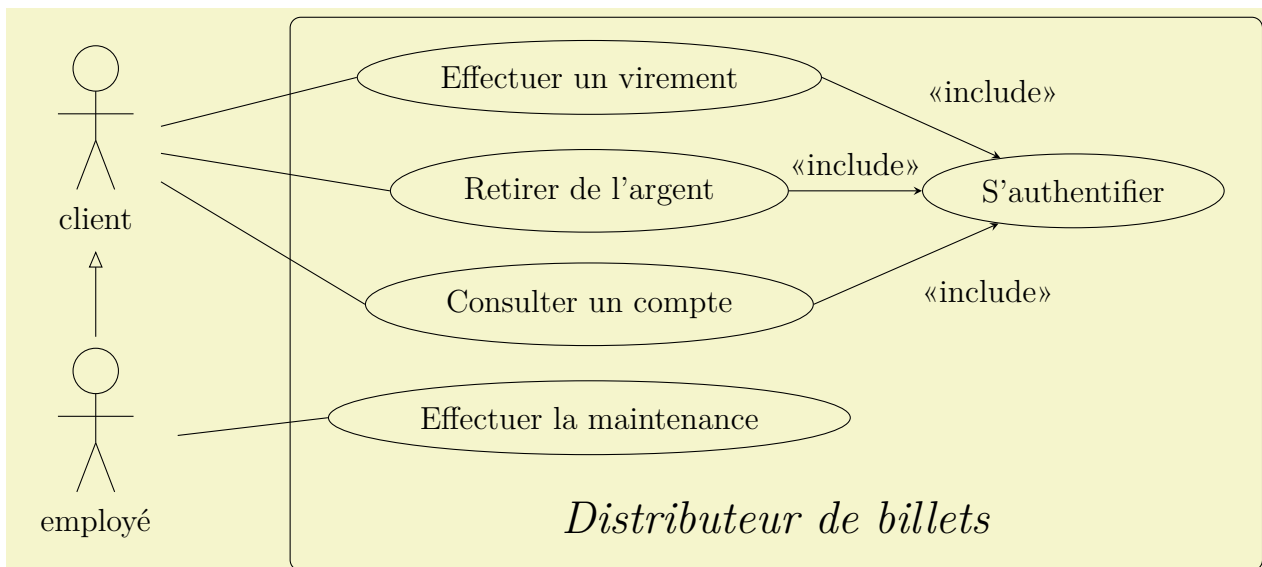 Effectuer un virement
«include»
Retirer de l'argent
«include»
S'authentifier
client
Consulter un compte
«include»
Effectuer la maintenance
employé
Distributeur de billets